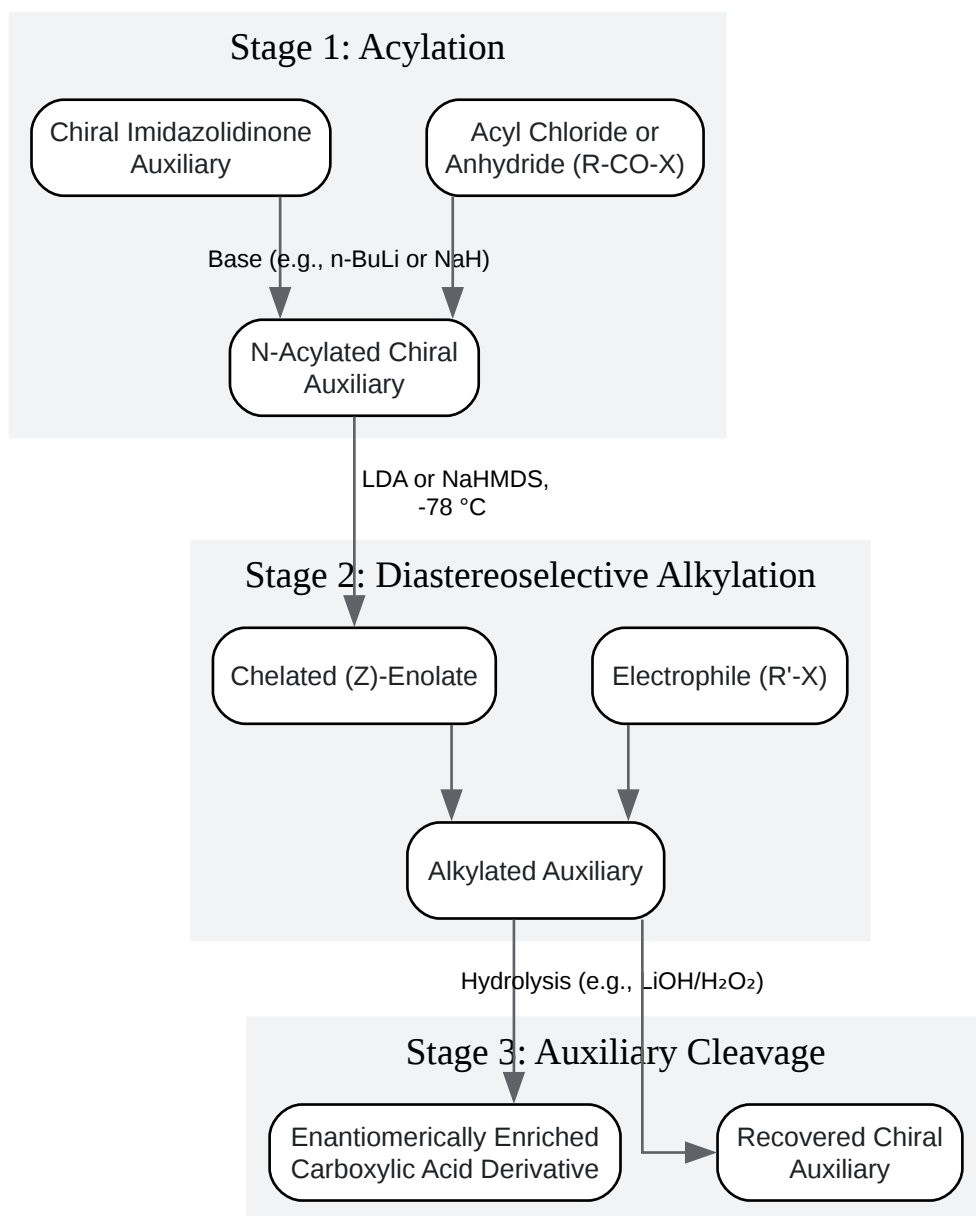 Stage 1: Acylation
Chiral Imidazolidinone
Auxiliary
Acyl Chloride or
Anhydride (R-CO-X)
Base (e.g., n-BuLi or NaH)
N-Acylated Chiral
Auxiliary
LDA or NaHMDS,
-78 °C
Stage 2: Diastereoselective Alkylation
Chelated (Z)-Enolate
Electrophile (R'-X)
Alkylated Auxiliary
Hydrolysis (e.g., LiOH/H₂O₂)
Stage 3: Auxiliary Cleavage
Enantiomerically Enriched
Carboxylic Acid Derivative
Recovered Chiral
Auxiliary